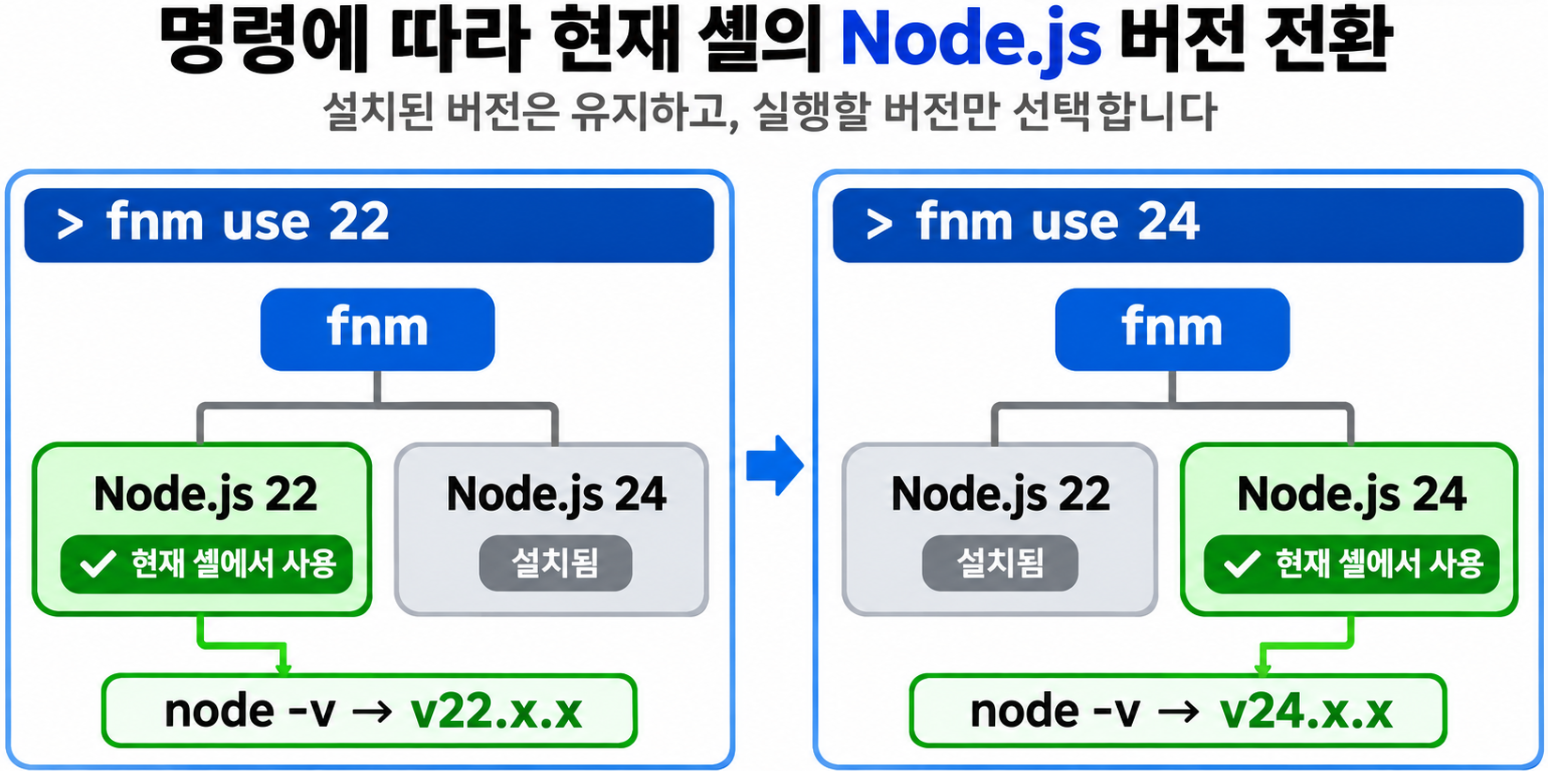 명령에 따라 현재 셸의 Node.js 버전 전환
설치된 버전은 유지하고, 실행할 버전만 선택합니다
> fnm use 22
fnm
Node.js 22
✓ 현재 셸에서 사용
Node.js 24
설치됨
node -v → v22.x.x
> fnm use 24
fnm
Node.js 22
설치됨
Node.js 24
✓ 현재 셸에서 사용
node -v → v24.x.x